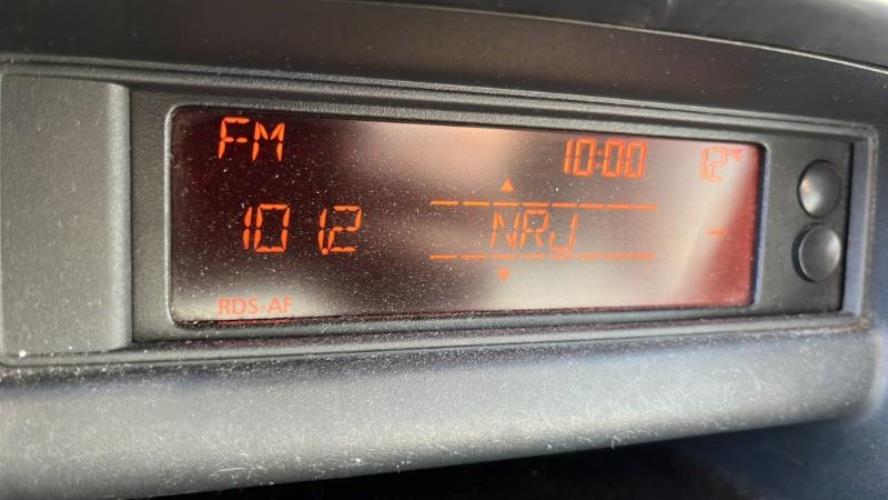 FM 10:00 12°C
101.2 NRJ -
RDS-AF